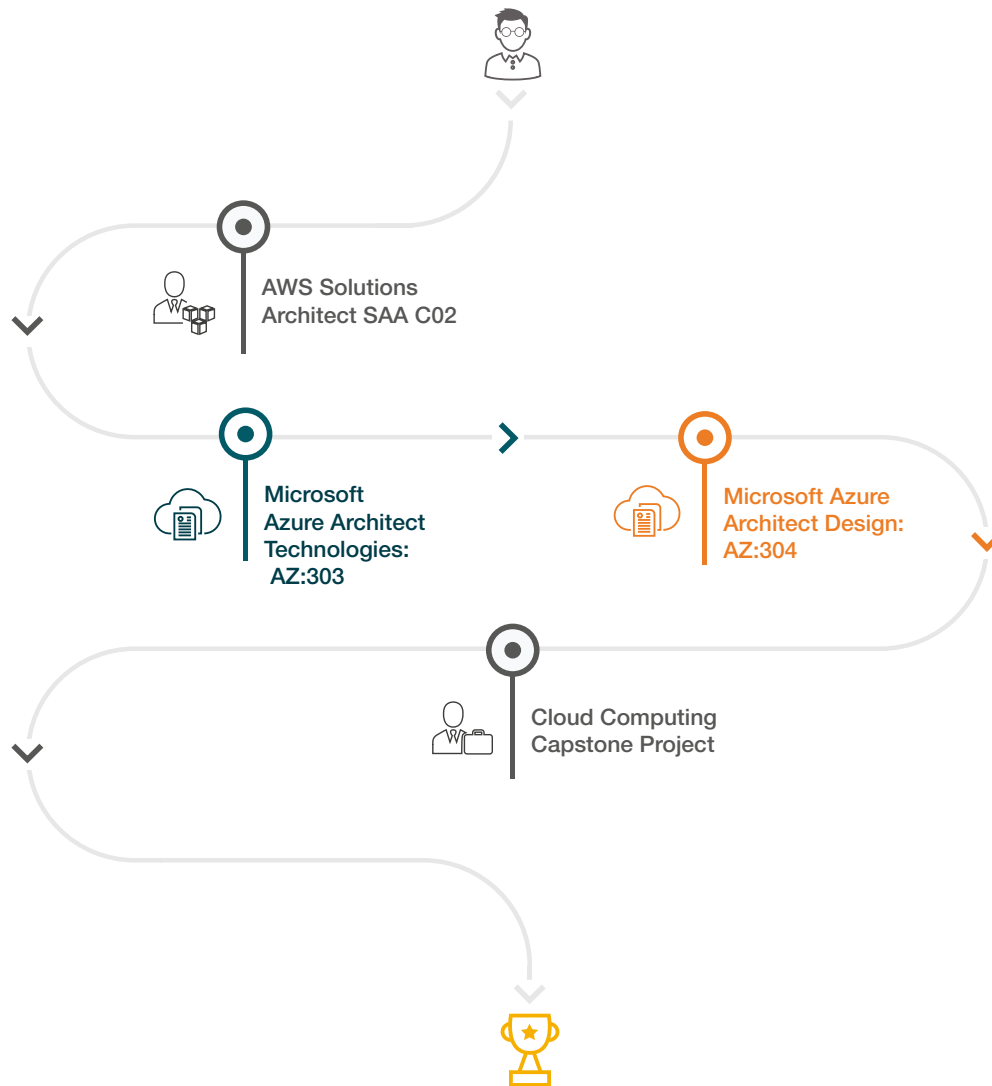 AWS Solutions
Architect SAA C02
Microsoft
Azure Architect
Technologies:
AZ:303
Microsoft Azure
Architect Design:
AZ:304
Cloud Computing
Capstone Project